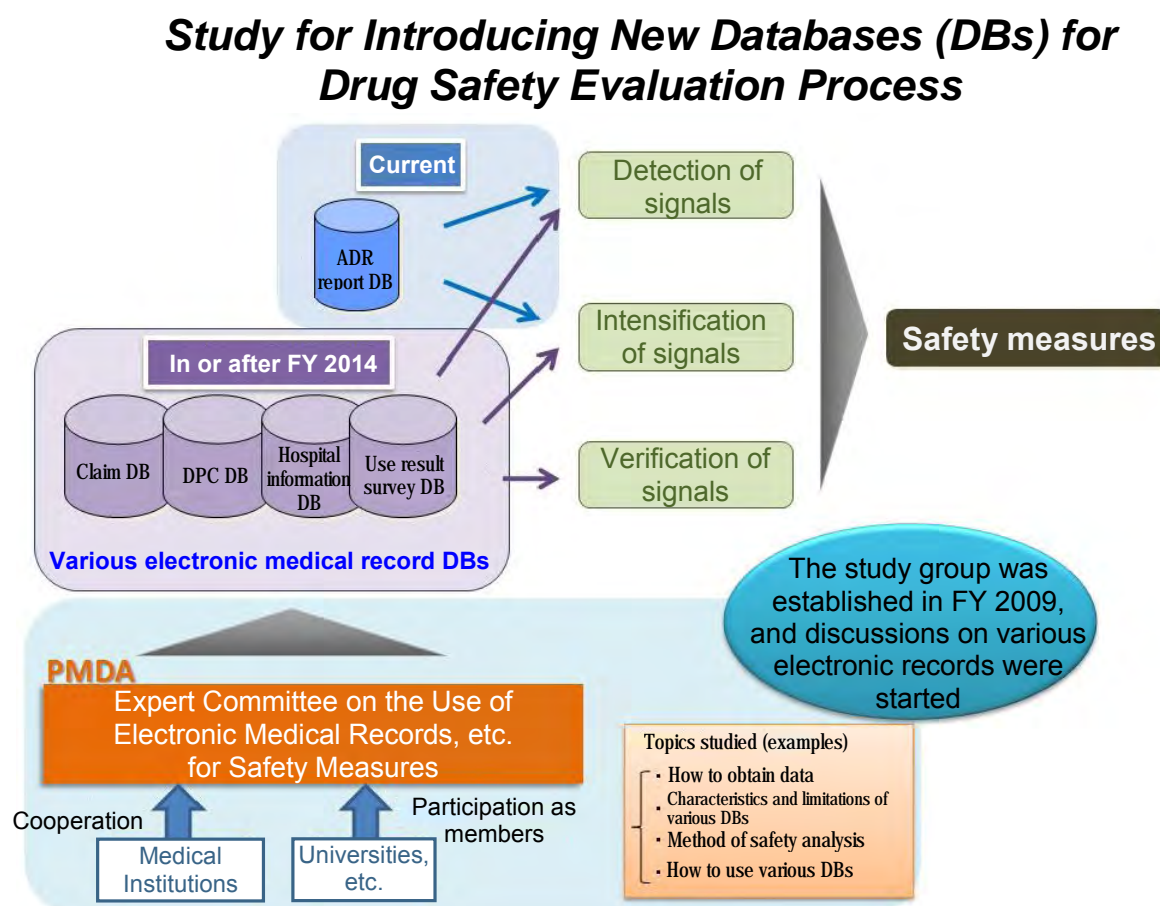 Study for Introducing New Databases (DBs) for
Drug Safety Evaluation Process
Current
ADR
report DB
Detection of
signals
Intensification
of signals
Verification of
signals
Safety measures
In or after FY 2014
Claim DB
DPC DB
Hospital
information
DB
Use result
survey DB
Various electronic medical record DBs
The study group was
established in FY 2009,
and discussions on various
electronic records were
started
PMDA
Expert Committee on the Use of
Electronic Medical Records, etc.
for Safety Measures
Cooperation
Participation as
members
Medical
Institutions
Universities,
etc.
Topics studied (examples)
・How to obtain data
・Characteristics and limitations of
various DBs
・Method of safety analysis
・How to use various DBs